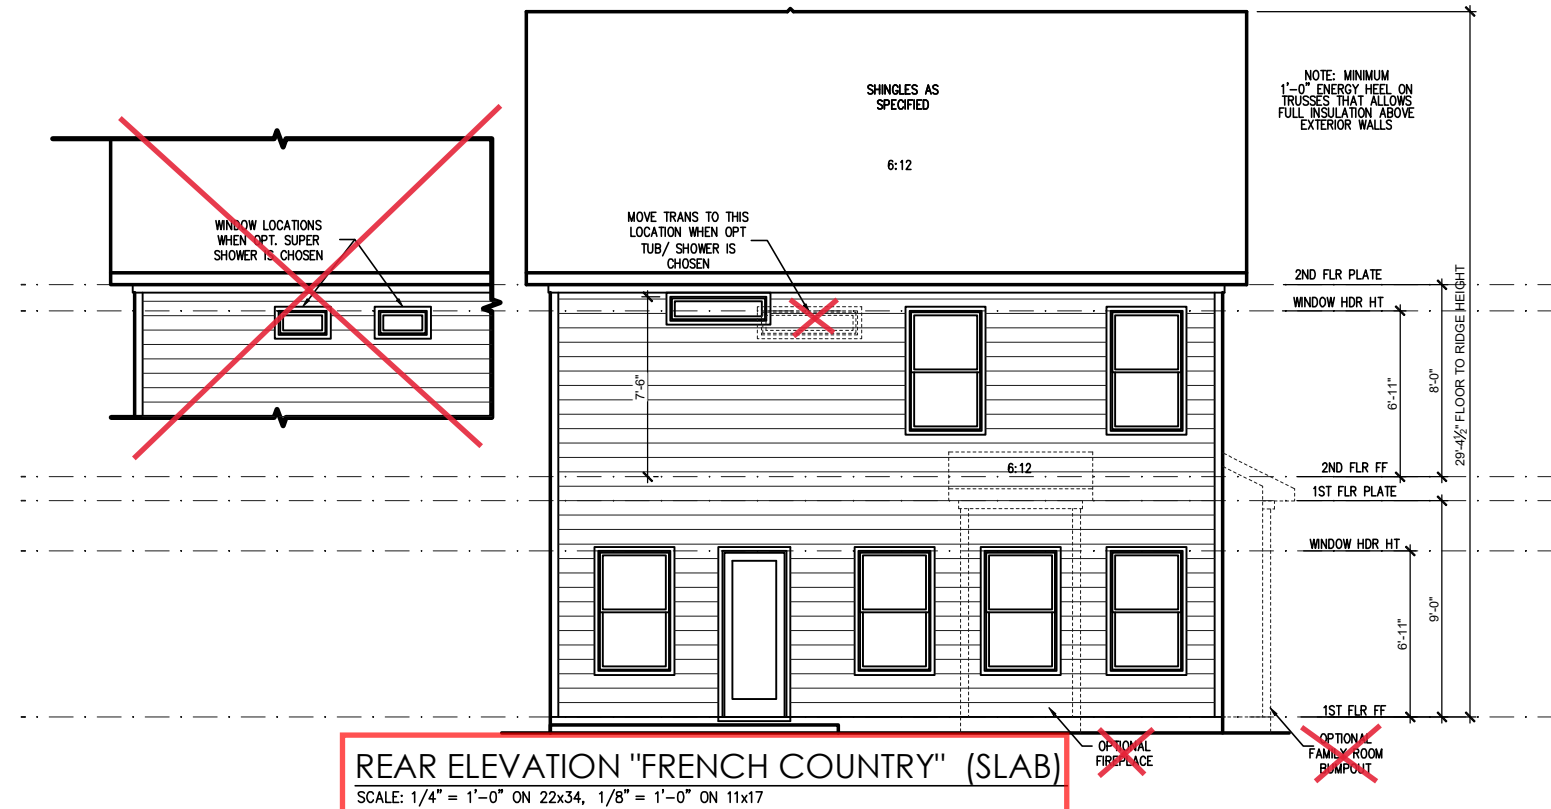 SHINGLES AS
SPECIFIED
6:12
NOTE: MINIMUM
1'-0" ENERGY HEEL ON
TRUSSES THAT ALLOWS
FULL INSULATION ABOVE
EXTERIOR WALLS
WINDOW LOCATIONS
WHEN OPT. SUPER
SHOWER IS CHOSEN
MOVE TRANS TO THIS
LOCATION WHEN OPT
TUB/ SHOWER IS
CHOSEN
2ND FLR PLATE
WINDOW HDR HT
7'-6"
6'-11"
8'-0"
29'-4½" FLOOR TO RIDGE HEIGHT
6:12
2ND FLR FF
1ST FLR PLATE
WINDOW HDR HT
6'-11"
9'-0"
1ST FLR FF
OPTIONAL
FIREPLACE
OPTIONAL
FAMILY ROOM
BUMPOUT
REAR ELEVATION "FRENCH COUNTRY" (SLAB)
SCALE: 1/4" = 1'-0" ON 22x34, 1/8" = 1'-0" ON 11x17